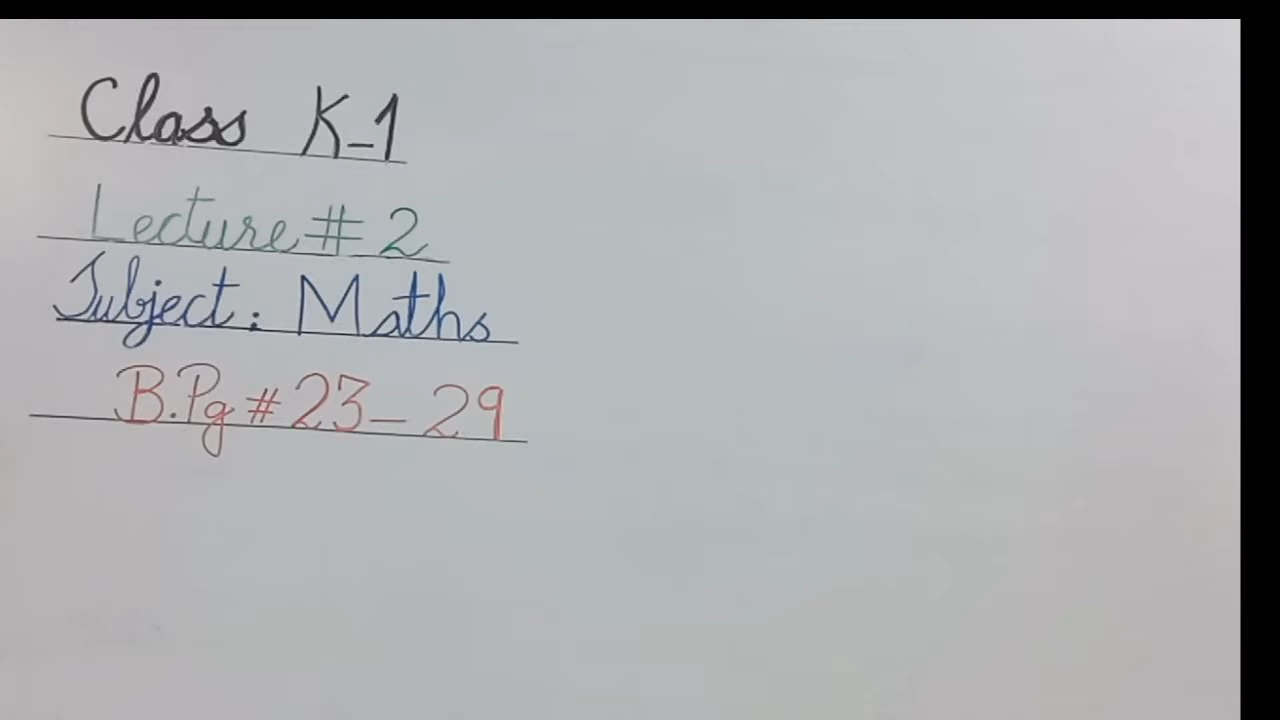 Class K-1
Lecture # 2
Subject: Maths
B.Pg # 23-29